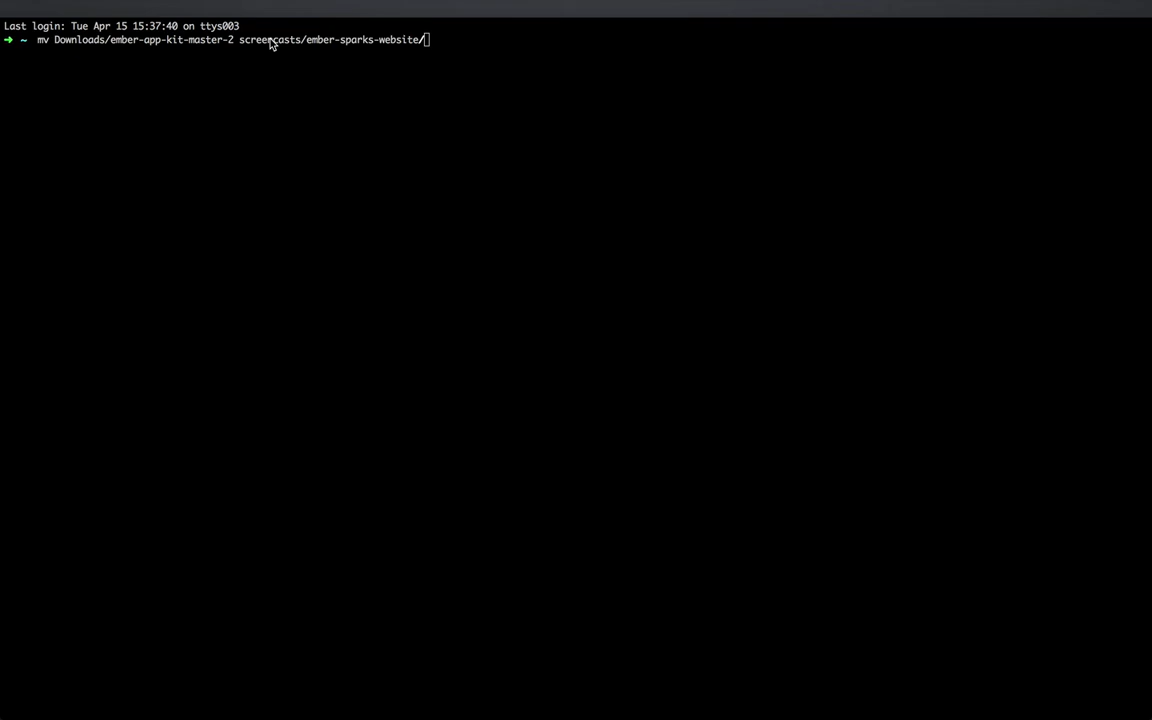 Last login: Tue Apr 15 15:37:40 on ttys003
➜ ~ mv Downloads/ember-app-kit-master-2 screencasts/ember-sparks-website/